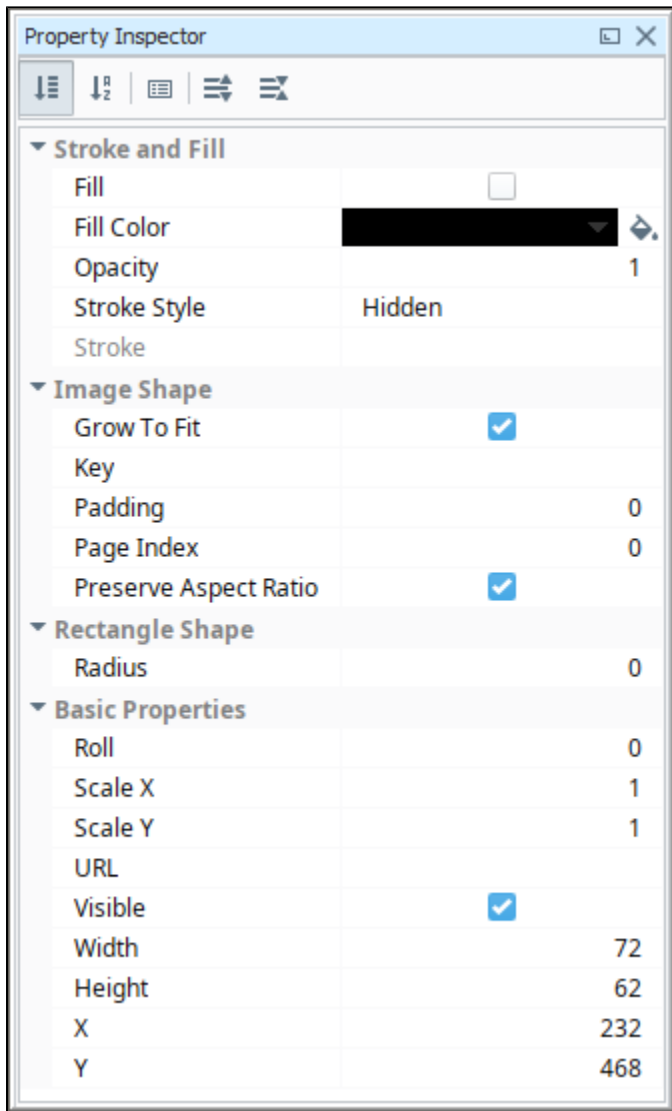 Property Inspector
Stroke and Fill
Fill
Fill Color
Opacity 1
Stroke Style Hidden
Stroke
Image Shape
Grow To Fit
Key
Padding 0
Page Index 0
Preserve Aspect Ratio
Rectangle Shape
Radius 0
Basic Properties
Roll 0
Scale X 1
Scale Y 1
URL
Visible
Width 72
Height 62
X 232
Y 468